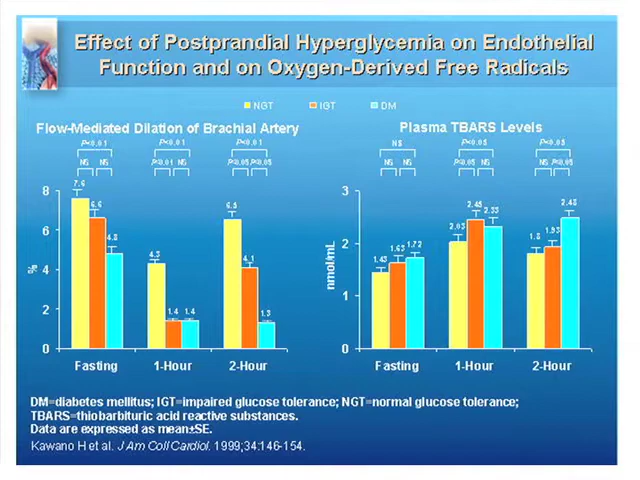 Effect of Postprandial Hyperglycemia on Endothelial
Function and on Oxygen-Derived Free Radicals
NGT IGT DM
Flow-Mediated Dilation of Brachial Artery
P<0.01 P<0.01 P<0.01
NS NS P<0.01 NS P<0.05 P<0.05
8
6
4
2
0
%
7.6 6.6 4.8
4.3 1.4 1.4
6.5 4.1 1.3
Fasting 1-Hour 2-Hour
Plasma TBARS Levels
NS P<0.05 P<0.05
NS NS P<0.05 NS NS P<0.05
3
2
1
0
nmol/mL
1.43 1.63 1.72
2.03 2.45 2.33
1.8 1.93 2.48
Fasting 1-Hour 2-Hour
DM=diabetes mellitus; IGT=impaired glucose tolerance; NGT=normal glucose tolerance;
TBARS=thiobarbituric acid reactive substances.
Data are expressed as mean±SE.
Kawano H et al. J Am Coll Cardiol. 1999;34:146-154.